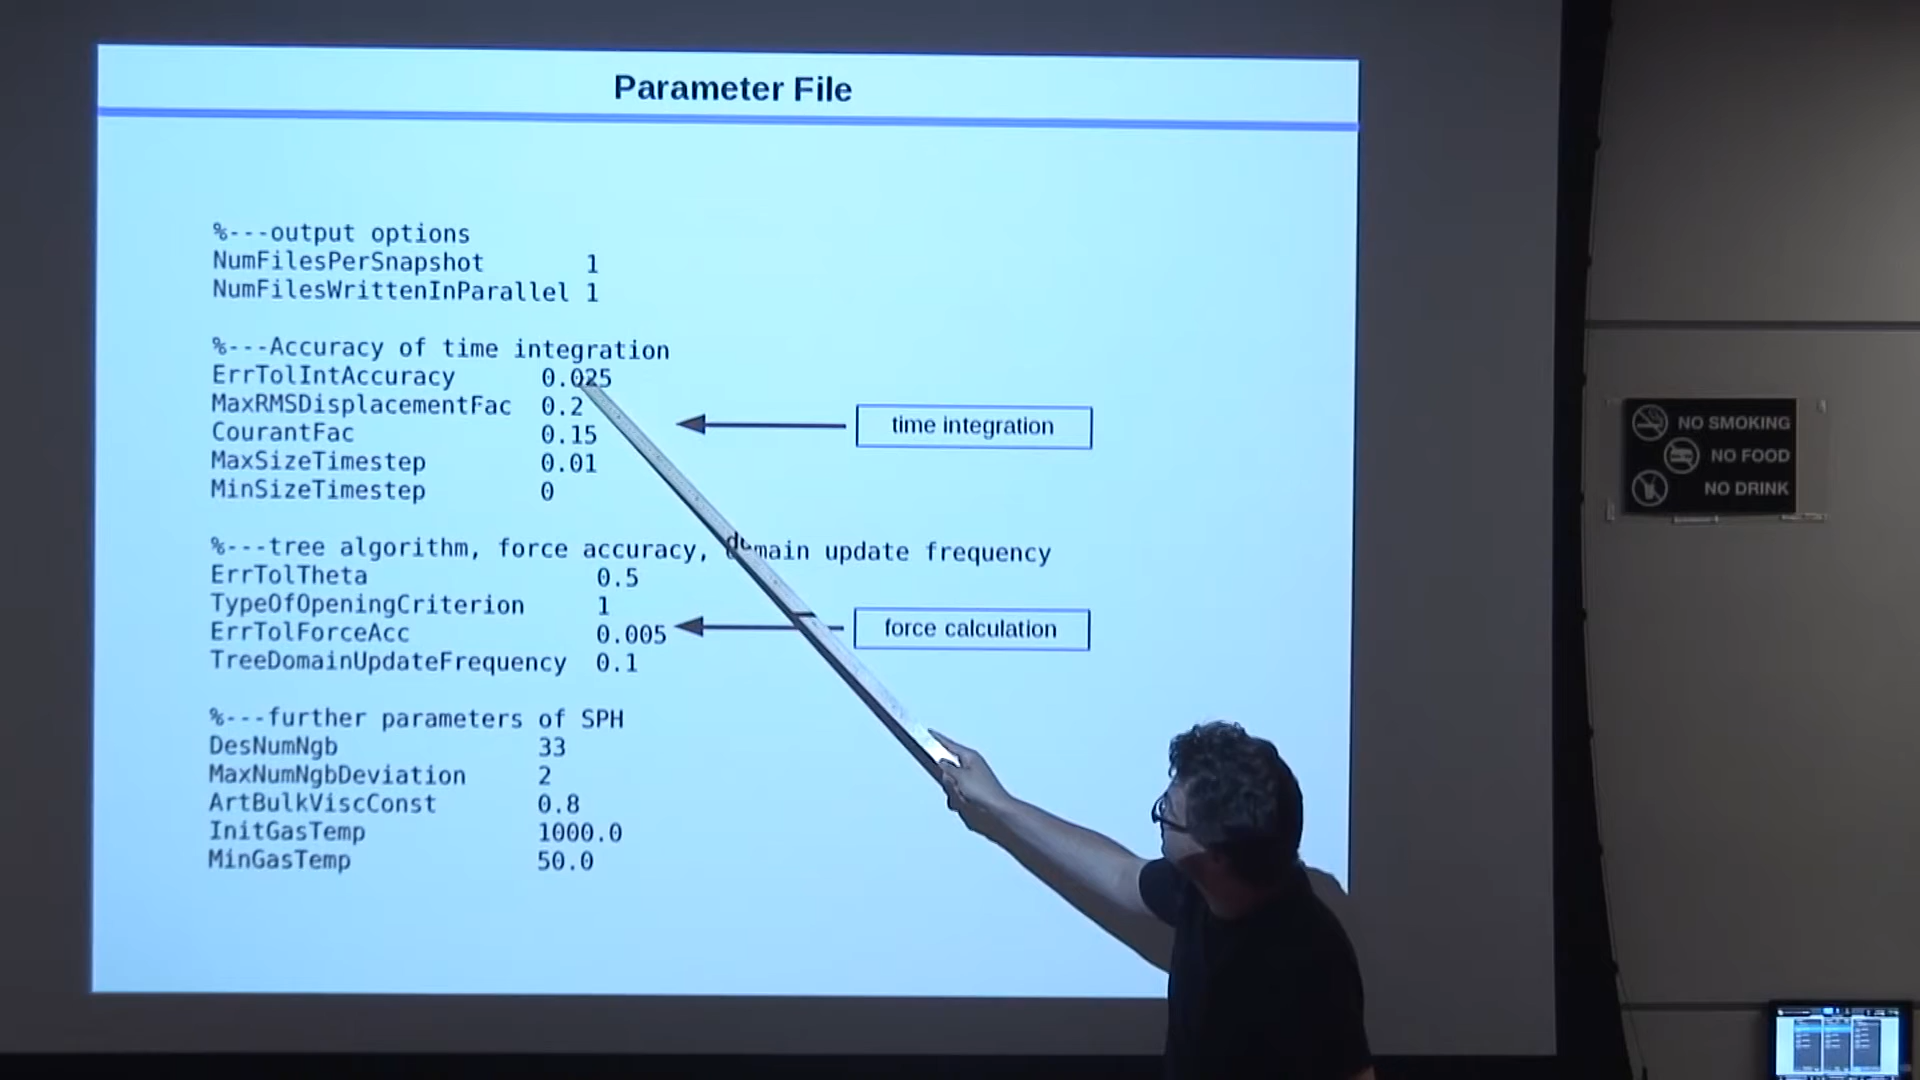 Parameter File
%---output options
NumFilesPerSnapshot 1
NumFilesWrittenInParallel 1
%---Accuracy of time integration
ErrTolIntAccuracy 0.025
MaxRMSDisplacementFac 0.2
CourantFac 0.15
MaxSizeTimestep 0.01
MinSizeTimestep 0
time integration
%---tree algorithm, force accuracy, domain update frequency
ErrTolTheta 0.5
TypeOfOpeningCriterion 1
ErrTolForceAcc 0.005
TreeDomainUpdateFrequency 0.1
force calculation
%---further parameters of SPH
DesNumNgb 33
MaxNumNgbDeviation 2
ArtBulkViscConst 0.8
InitGasTemp 1000.0
MinGasTemp 50.0
NO SMOKING
NO FOOD
NO DRINK